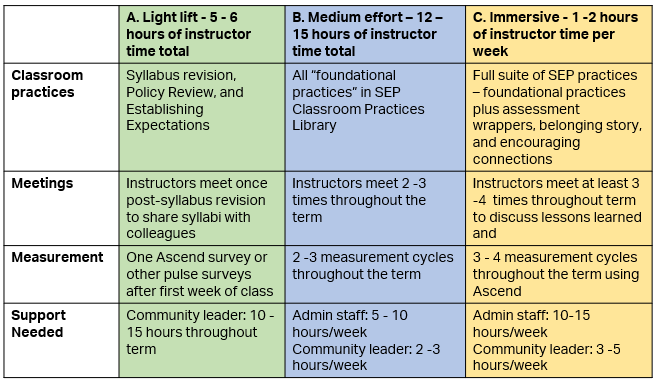 A. Light lift - 5 - 6
hours of instructor
time total
B. Medium effort – 12 –
15 hours of instructor
time total
C. Immersive - 1 -2 hours
of instructor time per
week
Classroom
practices
Syllabus revision,
Policy Review, and
Establishing
Expectations
All “foundational
practices” in SEP
Classroom Practices
Library
Full suite of SEP practices
– foundational practices
plus assessment
wrappers, belonging story,
and encouraging
connections
Meetings
Instructors meet once
post-syllabus revision
to share syllabi with
colleagues
Instructors meet 2 -3
times throughout the
term
Instructors meet at least 3
-4 times throughout term
to discuss lessons learned
and
Measurement
One Ascend survey or
other pulse surveys
after first week of class
2 -3 measurement cycles
throughout the term
3 - 4 measurement cycles
throughout the term using
Ascend
Support
Needed
Community leader: 10 -
15 hours throughout
term
Admin staff: 5 - 10
hours/week
Community leader: 2 -3
hours/week
Admin staff: 10-15
hours/week
Community leader: 3 -5
hours/week